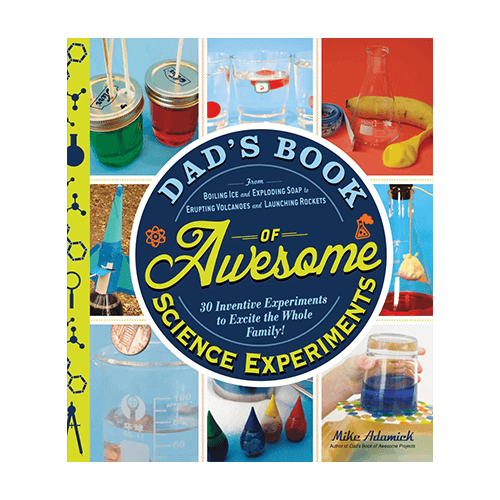 DAD'S BOOK
From
BOILING ICE and EXPLODING SOAP to
ERUPTING VOLCANOES and LAUNCHING ROCKETS
OF
Awesome
30 Inventive Experiments
to Excite the Whole
Family!
SCIENCE EXPERIMENTS
Mike Adamick
Author of Dad's Book of Awesome Projects